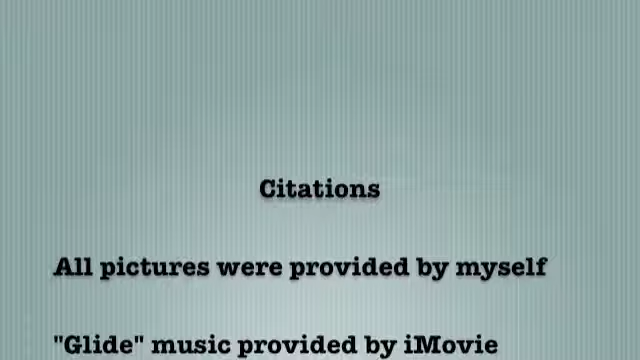 Citations
All pictures were provided by myself
"Glide" music provided by iMovie